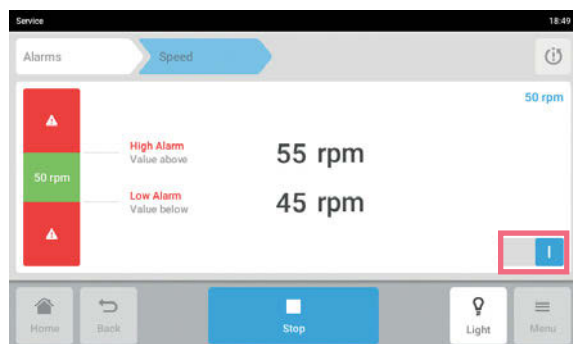 Service 18:49
Alarms Speed
50 rpm
High Alarm
Value above 55 rpm
50 rpm
Low Alarm
Value below 45 rpm
I
Home Back Stop Light Menu